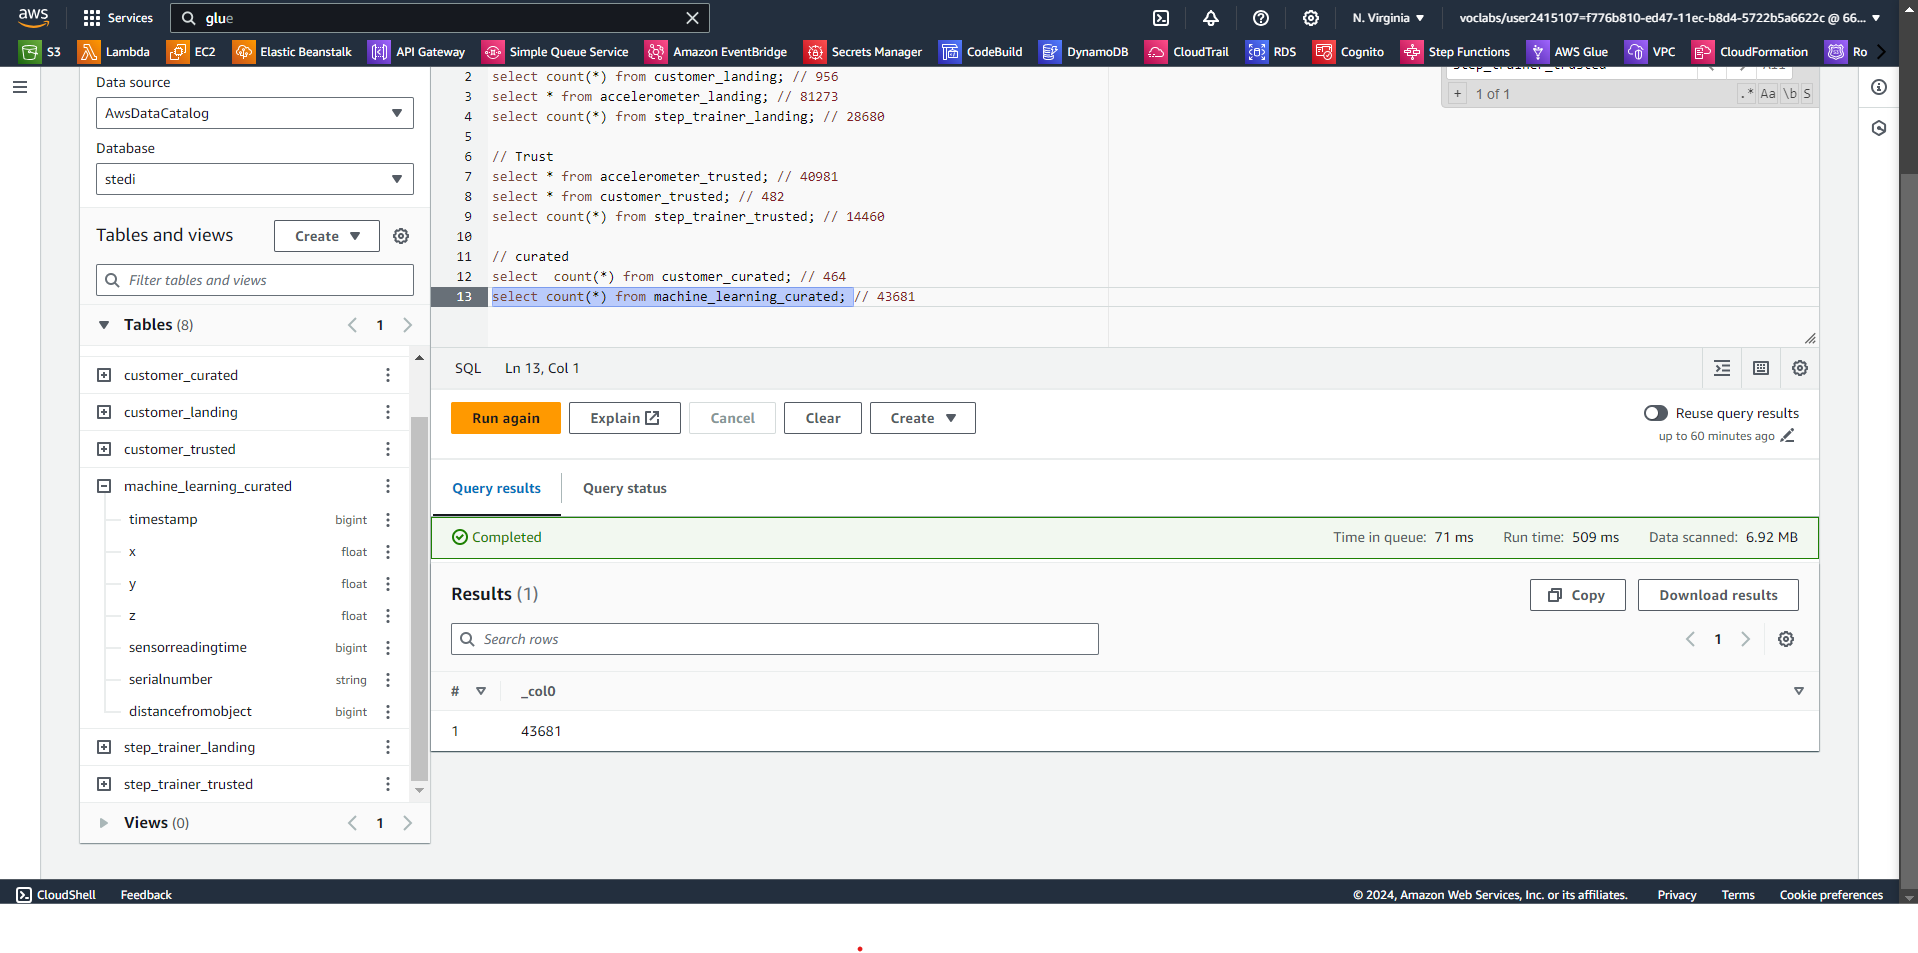 aws
Services
glue
N. Virginia
voclabs/user2415107=f776b810-ed47-11ec-b8d4-5722b5a6622c @ 66...
S3
Lambda
EC2
Elastic Beanstalk
API Gateway
Simple Queue Service
Amazon EventBridge
Secrets Manager
CodeBuild
DynamoDB
CloudTrail
RDS
Cognito
Step Functions
AWS Glue
VPC
CloudFormation
Ro
Data source
AwsDataCatalog
Database
stedi
Tables and views
Create
Filter tables and views
Tables (8)
1
customer_curated
customer_landing
customer_trusted
machine_learning_curated
timestamp bigint
x float
y float
z float
sensorreadingtime bigint
serialnumber string
distancefromobject bigint
step_trainer_landing
step_trainer_trusted
Views (0)
1
2 select count(*) from customer_landing; // 956
3 select * from accelerometer_landing; // 81273
4 select count(*) from step_trainer_landing; // 28680
5
6 // Trust
7 select * from accelerometer_trusted; // 40981
8 select * from customer_trusted; // 482
9 select count(*) from step_trainer_trusted; // 14460
10
11 // curated
12 select  count(*) from customer_curated; // 464
13 select count(*) from machine_learning_curated; // 43681
step_trainer_trusted
All
+ 1 of 1 .* Aa \b S
SQL Ln 13, Col 1
Run again
Explain
Cancel
Clear
Create
Reuse query results
up to 60 minutes ago
Query results
Query status
Completed
Time in queue: 71 ms
Run time: 509 ms
Data scanned: 6.92 MB
Results (1)
Copy
Download results
Search rows
1
# _col0
1 43681
CloudShell
Feedback
© 2024, Amazon Web Services, Inc. or its affiliates.
Privacy
Terms
Cookie preferences